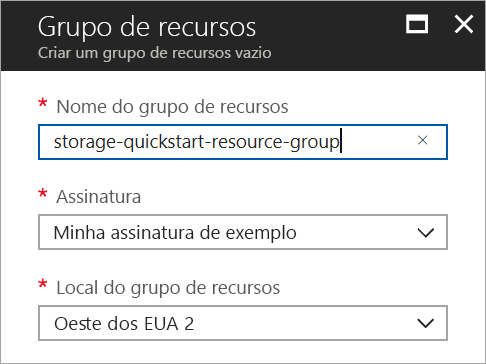 Grupo de recursos
Criar um grupo de recursos vazio
* Nome do grupo de recursos
storage-quickstart-resource-group
* Assinatura
Minha assinatura de exemplo
* Local do grupo de recursos
Oeste dos EUA 2